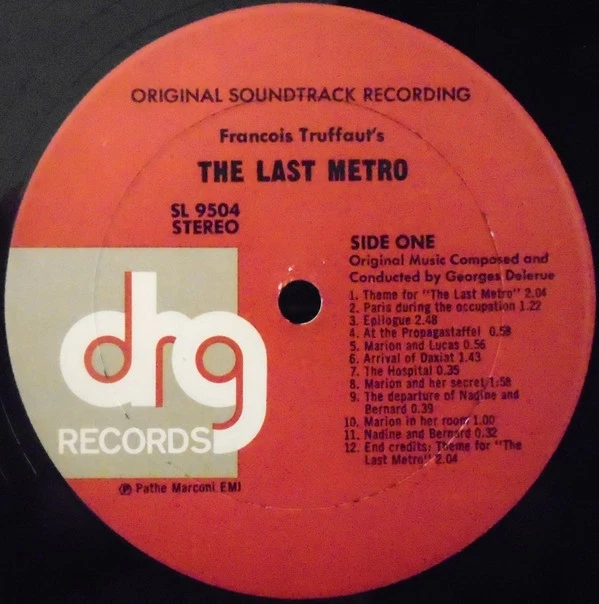 ORIGINAL SOUNDTRACK RECORDING
Francois Truffaut's
THE LAST METRO
SL 9504
STEREO
SIDE ONE
Original Music Composed and
Conducted by Georges Delerue
1. Theme for "The Last Metro" 2.04
2. Paris during the occupation 1.22
3. Epilogue 2.48
4. At the Propagastaffel 0.58
5. Marion and Lucas 0.56
6. Arrival of Daxiat 1.43
7. The Hospital 0.35
8. Marion and her secret 1:58
9. The departure of Nadine and
Bernard 0.39
10. Marion in her room 1.00
11. Nadine and Bernard 0.32
12. End credits: Theme for "The
Last Metro" 2.04
drg
RECORDS
℗ Pathe Marconi EMI